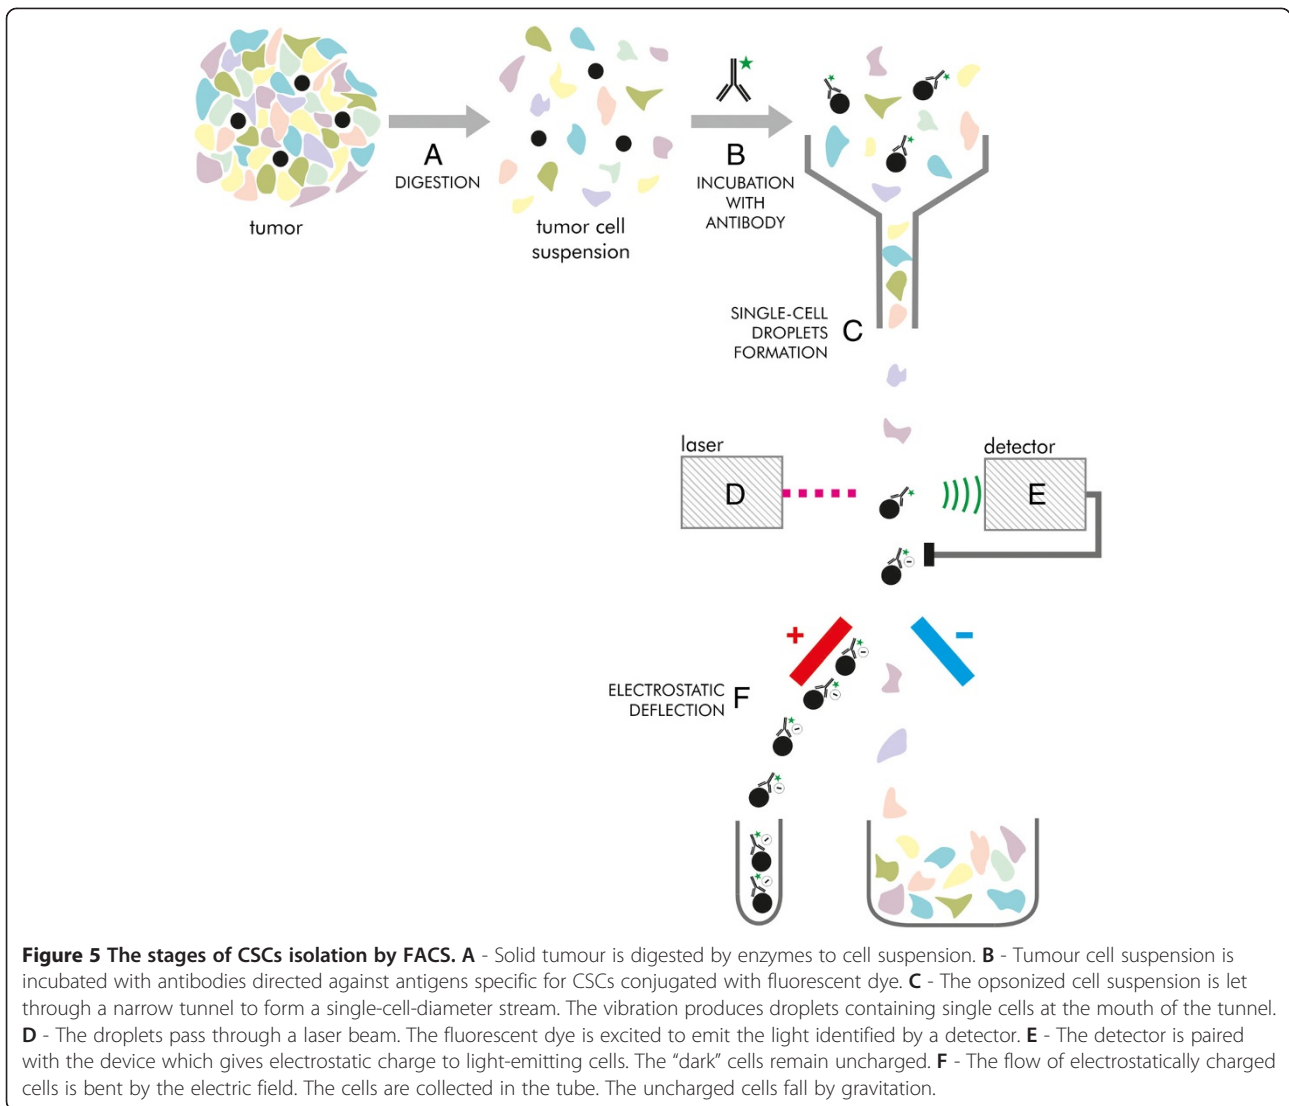 A
DIGESTION
B
INCUBATION
WITH
ANTIBODY
tumor
tumor cell
suspension
SINGLE-CELL
DROPLETS
FORMATION
C
laser
D
detector
E
+
-
ELECTROSTATIC
DEFLECTION
F
Figure 5 The stages of CSCs isolation by FACS. A - Solid tumour is digested by enzymes to cell suspension. B - Tumour cell suspension is
incubated with antibodies directed against antigens specific for CSCs conjugated with fluorescent dye. C - The opsonized cell suspension is let
through a narrow tunnel to form a single-cell-diameter stream. The vibration produces droplets containing single cells at the mouth of the tunnel.
D - The droplets pass through a laser beam. The fluorescent dye is excited to emit the light identified by a detector. E - The detector is paired
with the device which gives electrostatic charge to light-emitting cells. The “dark” cells remain uncharged. F - The flow of electrostatically charged
cells is bent by the electric field. The cells are collected in the tube. The uncharged cells fall by gravitation.